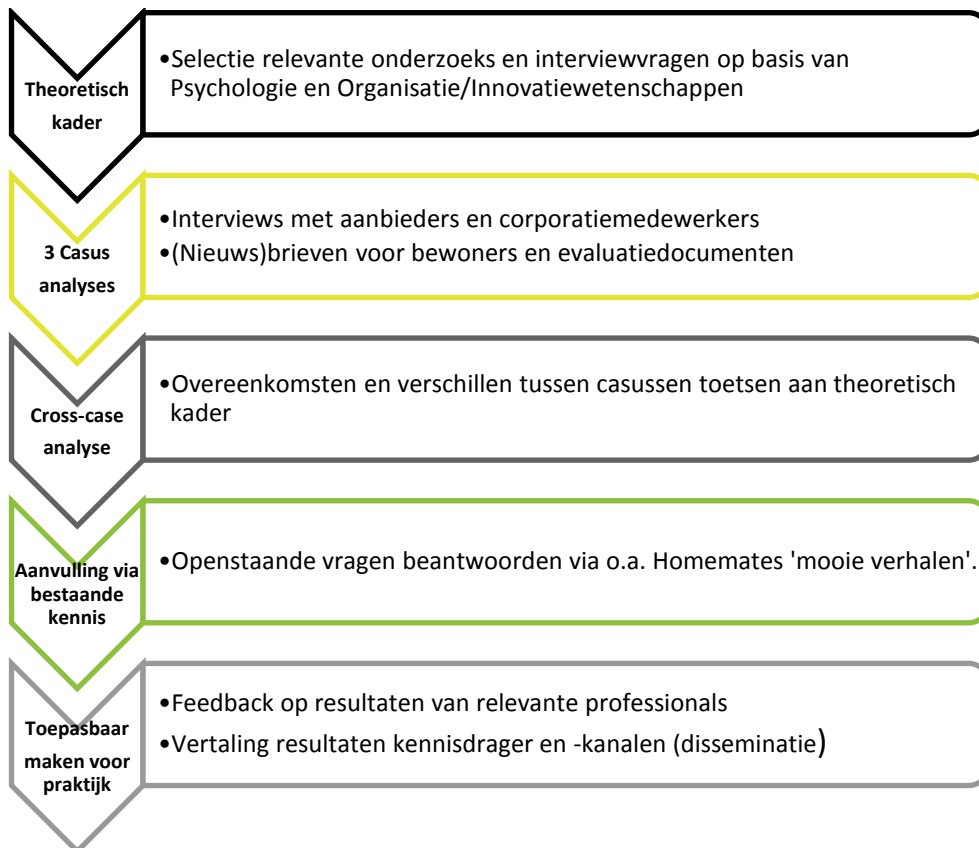 Theoretisch
kader
•Selectie relevante onderzoeks en interviewvragen op basis van
Psychologie en Organisatie/Innovatiewetenschappen
3 Casus
analyses
•Interviews met aanbieders en corporatiemedewerkers
•(Nieuws)brieven voor bewoners en evaluatiedocumenten
Cross-case
analyse
•Overeenkomsten en verschillen tussen casussen toetsen aan theoretisch
kader
Aanvulling via
bestaande
kennis
•Openstaande vragen beantwoorden via o.a. Homemates 'mooie verhalen'.
Toepasbaar
maken voor
praktijk
•Feedback op resultaten van relevante professionals
•Vertaling resultaten kennisdrager en -kanalen (disseminatie)